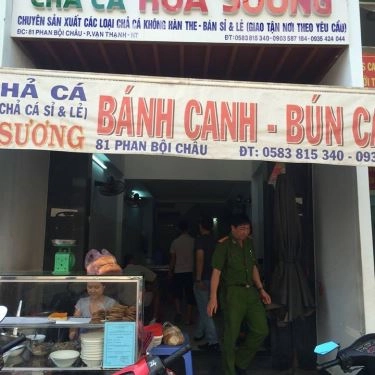 CHẢ CÁ HOA SƯƠNG
CHUYÊN SẢN XUẤT CÁC LOẠI CHẢ CÁ KHÔNG HÀN THE - BÁN SỈ & LẺ (GIAO TẬN NƠI THEO YÊU CẦU)
ĐC: 81 PHAN BỘI CHÂU - P.VẠN THẠNH - NT ĐT: 0583 815 340 - 0903 587 184 - 0935 424 044
HẢ CÁ
CHẢ CÁ SỈ & LẺ)
SƯƠNG
BÁNH CANH - BÚN CÁ
81 PHAN BỘI CHÂU ĐT: 0583 815 340 - 093